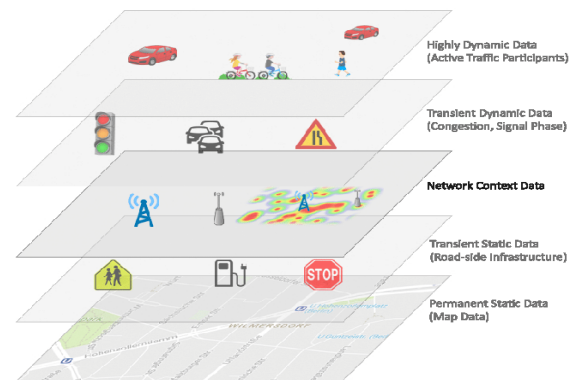 Highly Dynamic Data
(Active Traffic Participants)
Transient Dynamic Data
(Congestion, Signal Phase)
Network Context Data
Transient Static Data
(Road-side Infrastructure)
STOP
Permanent Static Data
(Map Data)
WILMERSDORF